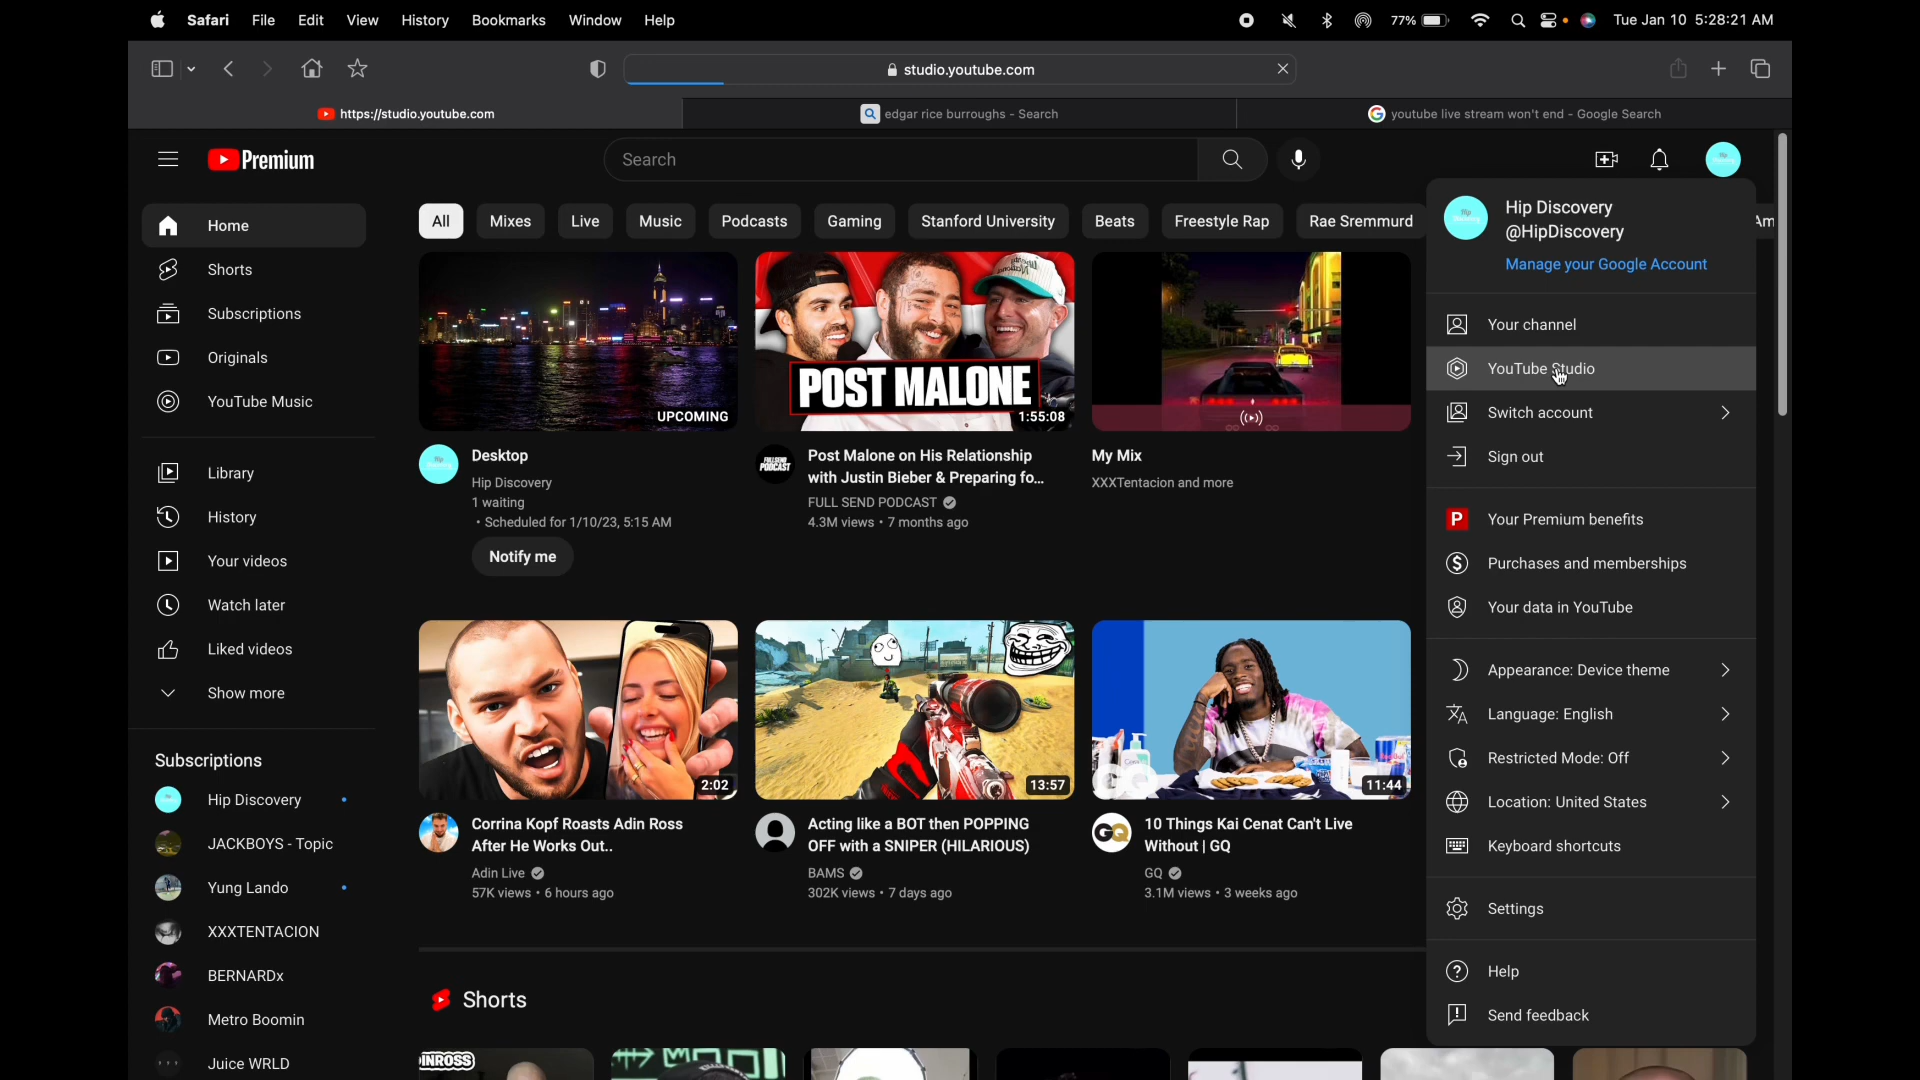 Safari File Edit View History Bookmarks Window Help 77% Tue Jan 10 5:28:21 AM
studio.youtube.com
https://studio.youtube.com
edgar rice burroughs - Search
youtube live stream won't end - Google Search
Premium
Search
Home
Shorts
Subscriptions
Originals
YouTube Music
Library
History
Your videos
Watch later
Liked videos
Show more
Subscriptions
Hip Discovery
JACKBOYS - Topic
Yung Lando
XXXTENTACION
BERNARDx
Metro Boomin
Juice WRLD
All Mixes Live Music Podcasts Gaming Stanford University Beats Freestyle Rap Rae Sremmurd Am
UPCOMING
Desktop
Hip Discovery
1 waiting
• Scheduled for 1/10/23, 5:15 AM
Notify me
POST MALONE
1:55:08
FULL SEND PODCAST
Post Malone on His Relationship
with Justin Bieber & Preparing fo...
FULL SEND PODCAST
4.3M views • 7 months ago
My Mix
XXXTentacion and more
2:02
Corrina Kopf Roasts Adin Ross
After He Works Out..
Adin Live
57K views • 6 hours ago
13:57
Acting like a BOT then POPPING
OFF with a SNIPER (HILARIOUS)
BAMS
302K views • 7 days ago
GQ
11:44
GQ
10 Things Kai Cenat Can't Live
Without | GQ
GQ
3.1M views • 3 weeks ago
Shorts
INROSS
Hip Discovery
@HipDiscovery
Manage your Google Account
Your channel
YouTube Studio
Switch account
Sign out
P Your Premium benefits
Purchases and memberships
Your data in YouTube
Appearance: Device theme
Language: English
Restricted Mode: Off
Location: United States
Keyboard shortcuts
Settings
Help
Send feedback